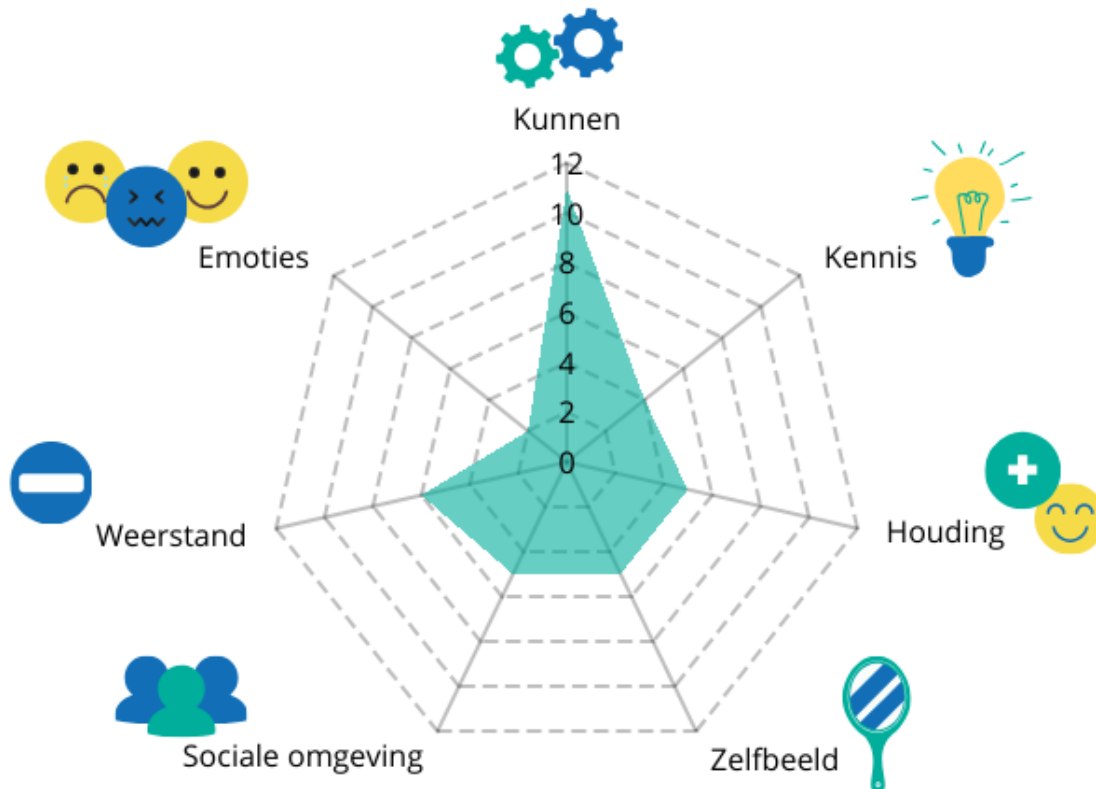 Kunnen
12
10
8
6
4
2
0
Kennis
Houding
Zelfbeeld
Sociale omgeving
Weerstand
Emoties